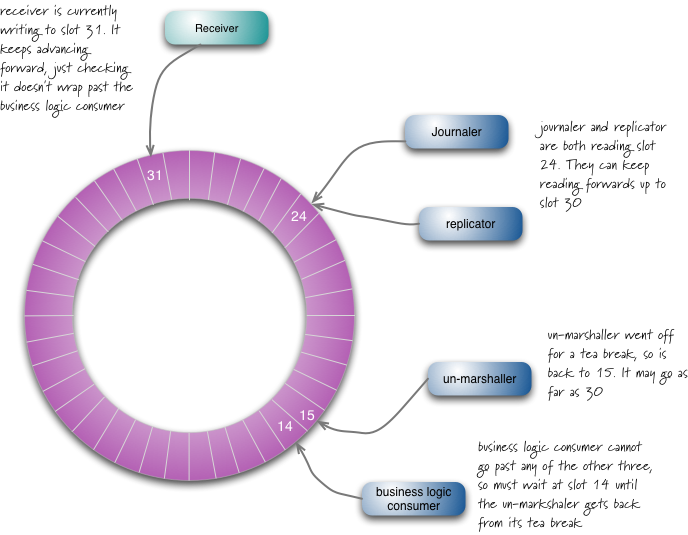 receiver is currently
writing to slot 31. It
keeps advancing
forward, just checking
it doesn't wrap past the
business logic consumer
Receiver
Journaler
journaler and replicator
are both reading slot
24. They can keep
reading forwards up to
slot 30
31
24
replicator
un-marshaller went off
for a tea break, so is
back to 15. It may go as
far as 30
un-marshaller
15
14
business logic consumer cannot
go past any of the other three,
so must wait at slot 14 until
the un-markshaler gets back
from its tea break
business logic
consumer